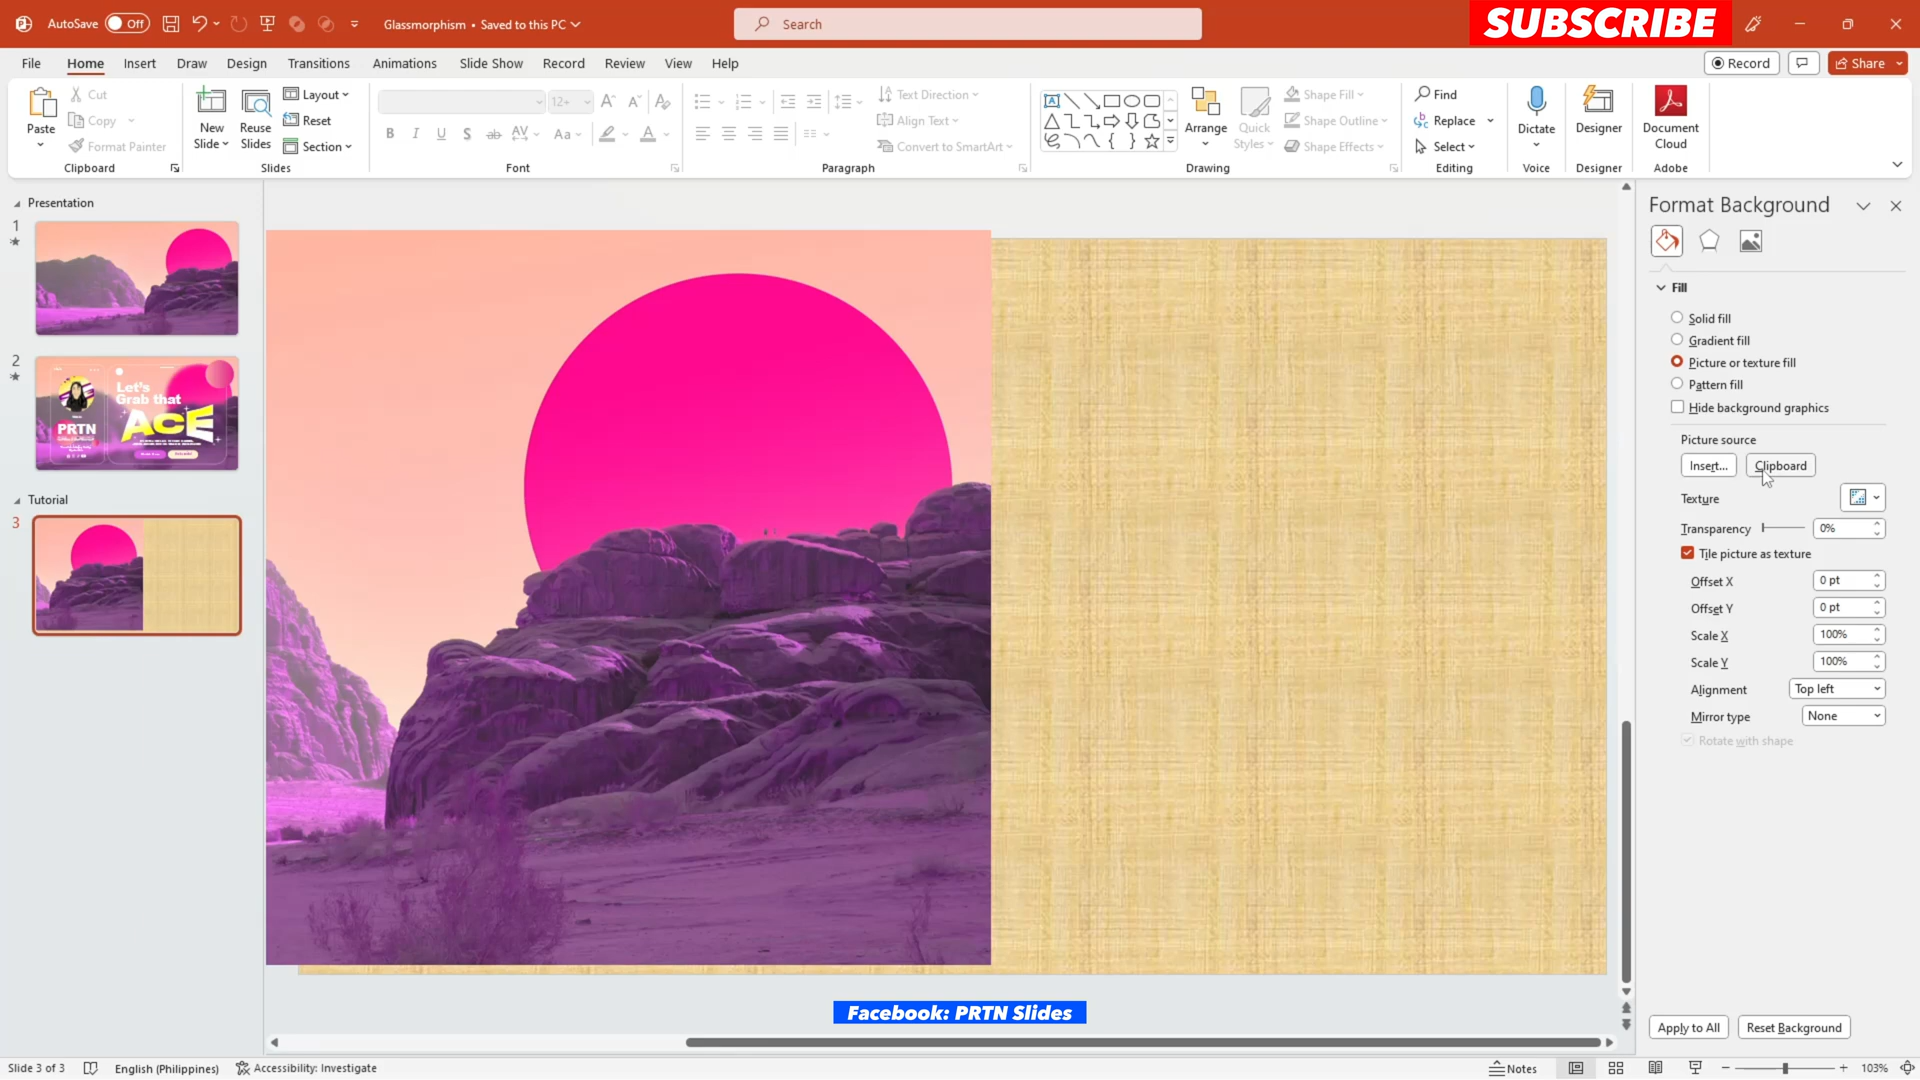 AutoSave Off
Glassmorphism • Saved to this PC
Search
SUBSCRIBE
File Home Insert Draw Design Transitions Animations Slide Show Record Review View Help
Record
Share
Paste
Cut
Copy
Format Painter
Clipboard
New Slide
Reuse Slides
Layout
Reset
Section
Slides
12+
Font
Text Direction
Align Text
Convert to SmartArt
Paragraph
Arrange
Quick Styles
Shape Fill
Shape Outline
Shape Effects
Drawing
Find
Replace
Select
Editing
Dictate
Voice
Designer
Designer
Document Cloud
Adobe
Presentation
1
2
Let's
Grab that
ACE
PRTN
Tutorial
3
Format Background
Fill
Solid fill
Gradient fill
Picture or texture fill
Pattern fill
Hide background graphics
Picture source
Insert...
Clipboard
Texture
Transparency 0%
Tile picture as texture
Offset X 0 pt
Offset Y 0 pt
Scale X 100%
Scale Y 100%
Alignment Top left
Mirror type None
Rotate with shape
Apply to All
Reset Background
Facebook: PRTN Slides
Slide 3 of 3
English (Philippines)
Accessibility: Investigate
Notes
103%